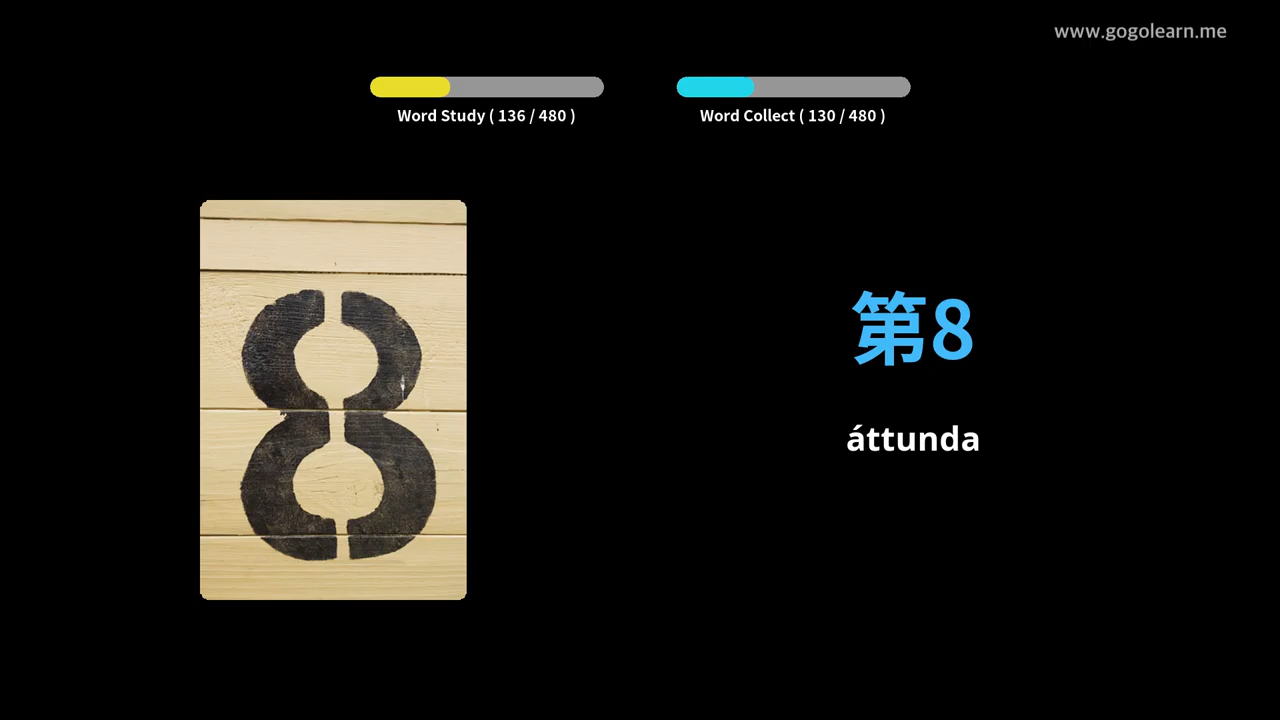 www.gogolearn.me
Word Study ( 136 / 480 )
Word Collect ( 130 / 480 )
8
第8
áttunda